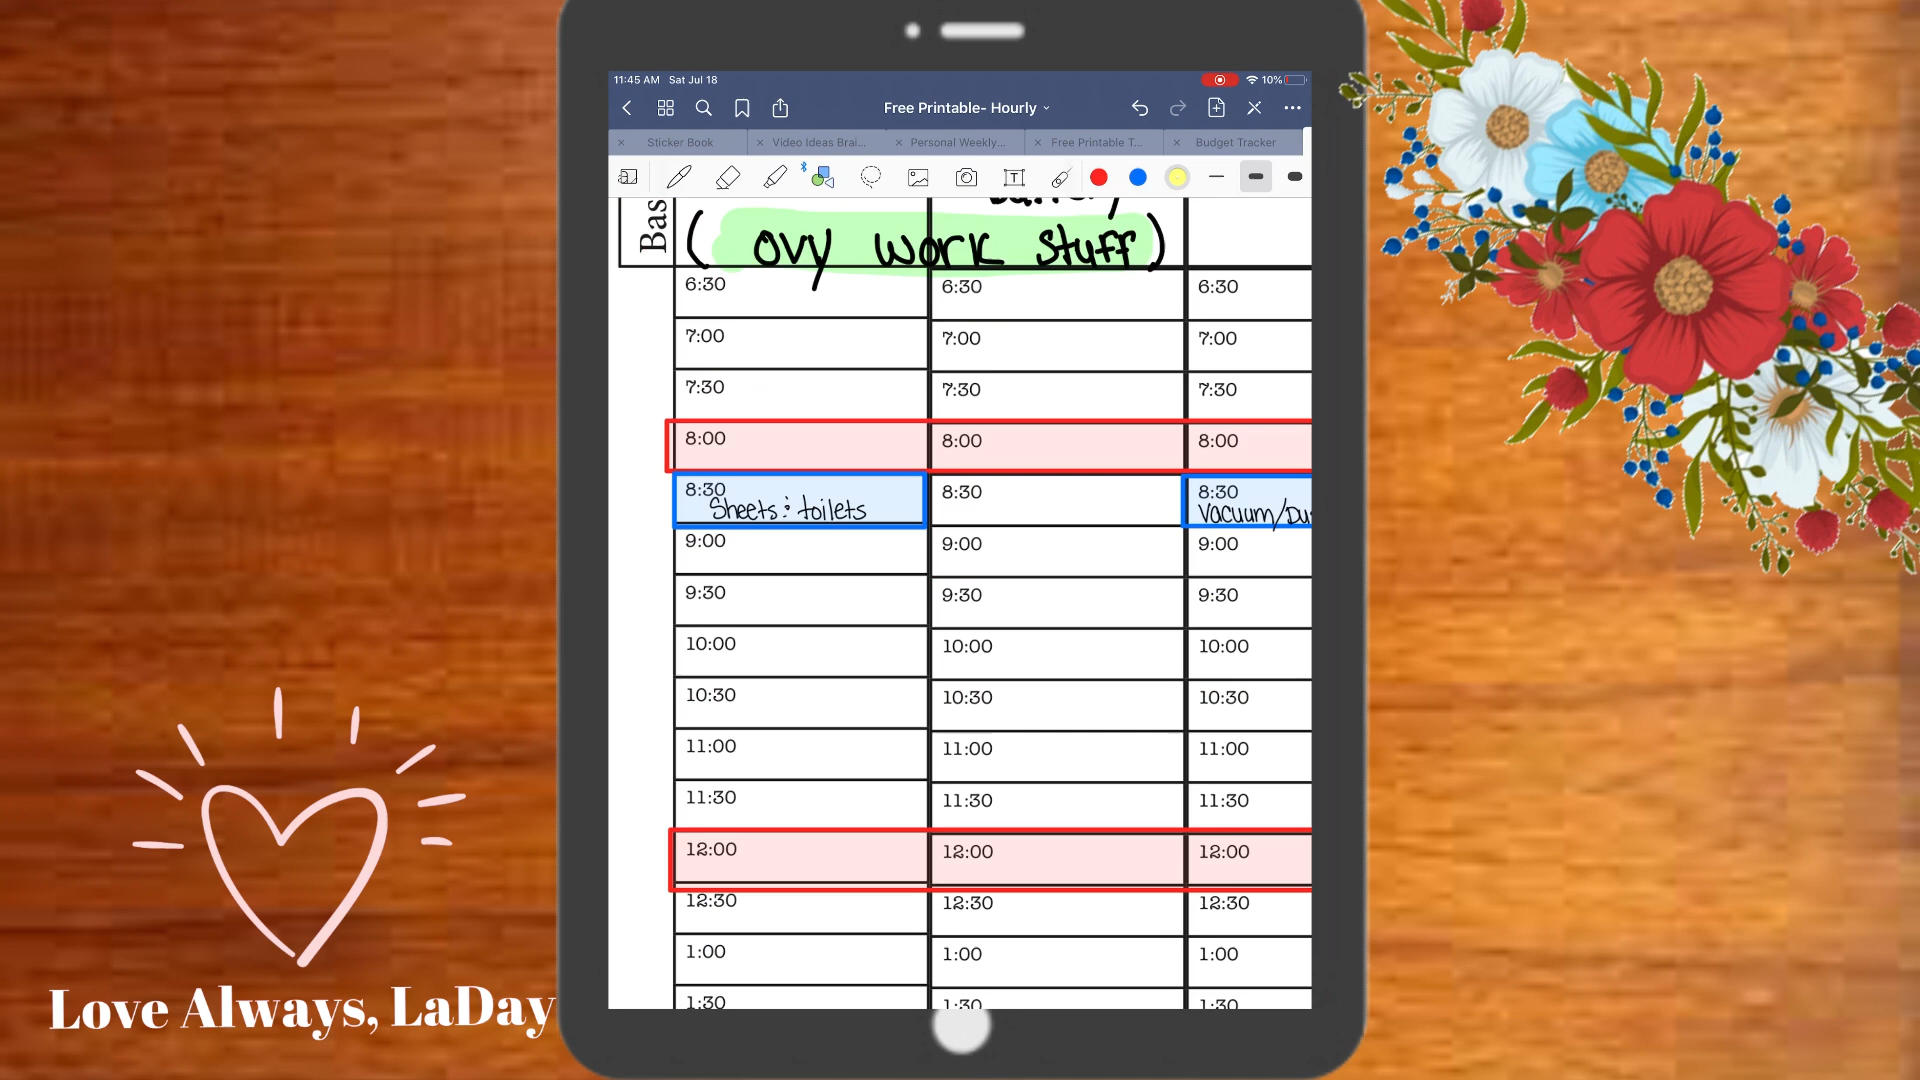 11:45 AM Sat Jul 18
10%
Free Printable- Hourly
Sticker Book
Video Ideas Brai...
Personal Weekly...
Free Printable T...
Budget Tracker
Bas
( ovy work stuff)
6:30 6:30 6:30
7:00 7:00 7:00
7:30 7:30 7:30
8:00 8:00 8:00
8:30 8:30 8:30
Sheets : toilets
Vacuum/Du
9:00 9:00 9:00
9:30 9:30 9:30
10:00 10:00 10:00
10:30 10:30 10:30
11:00 11:00 11:00
11:30 11:30 11:30
12:00 12:00 12:00
12:30 12:30 12:30
1:00 1:00 1:00
1:30 1:30 1:30
Love Always, LaDay